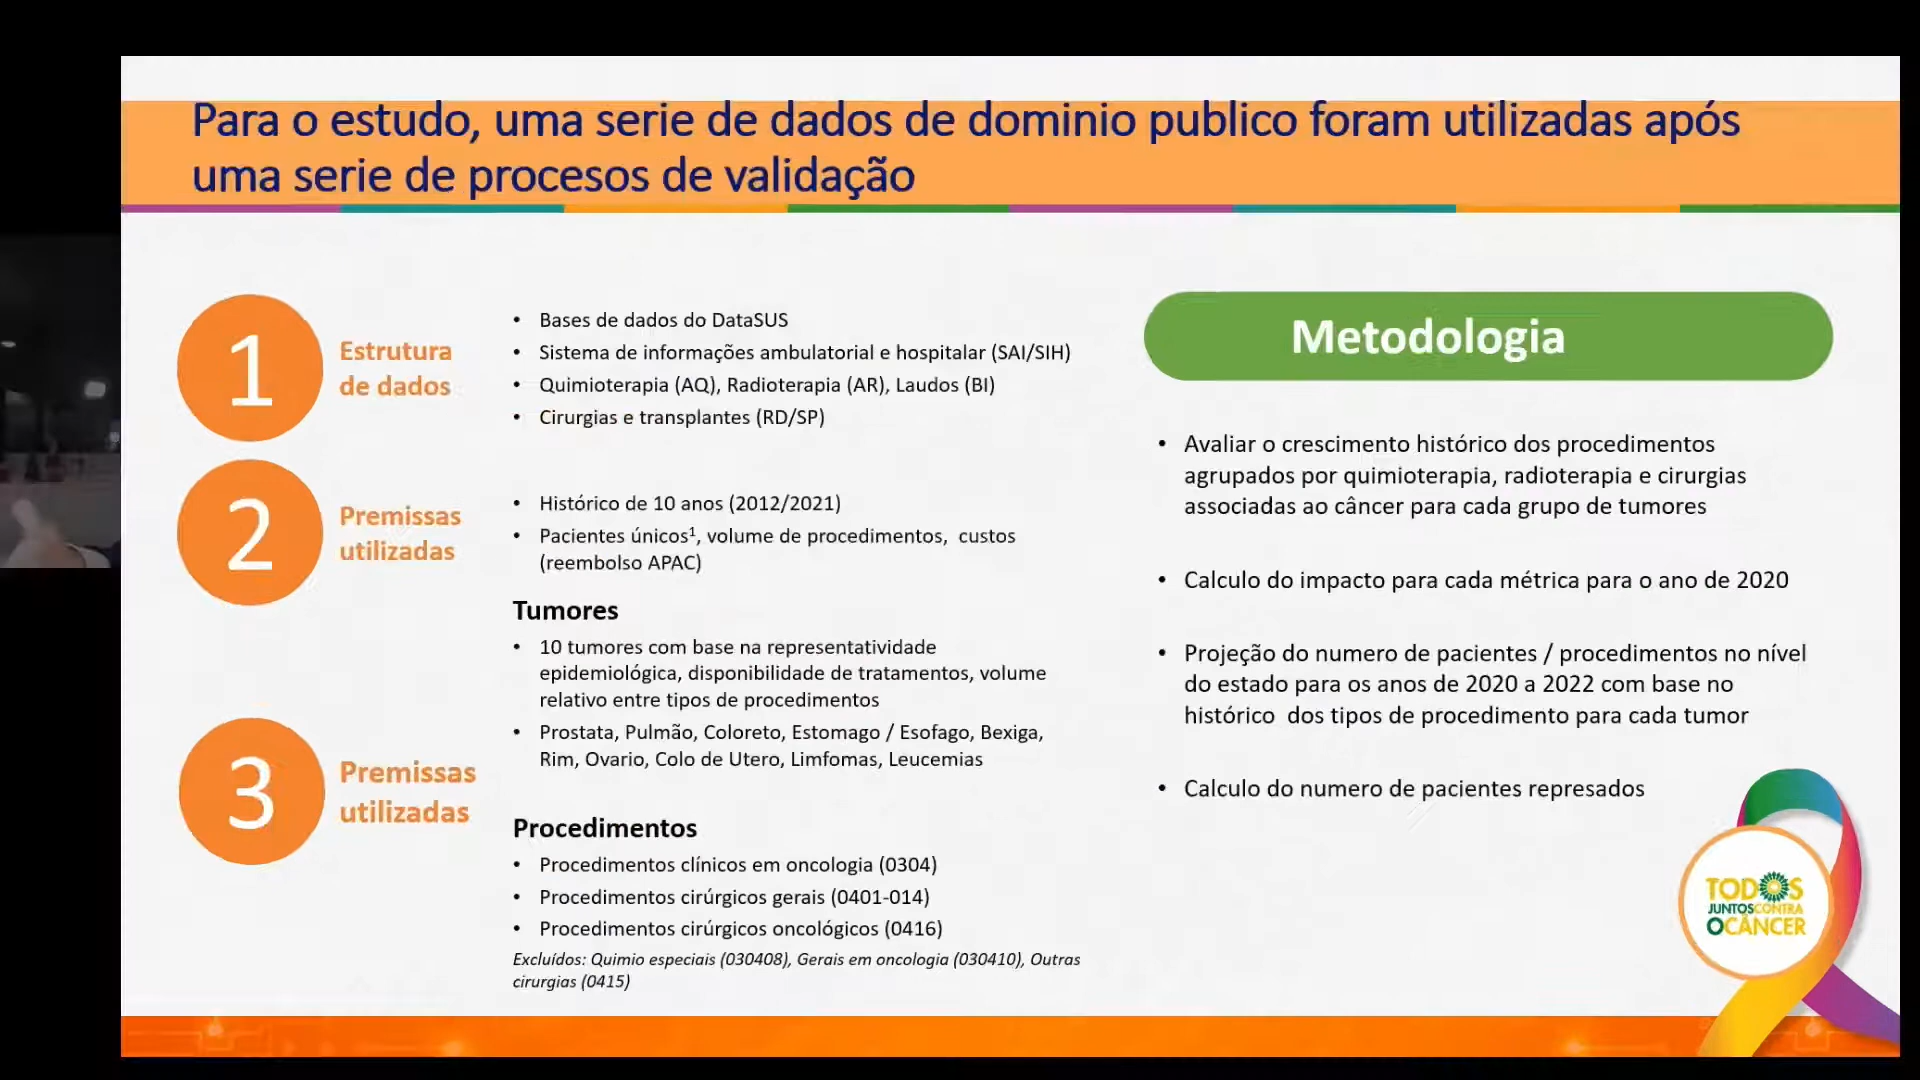 Para o estudo, uma serie de dados de dominio publico foram utilizadas após
uma serie de procesos de validação
1
Estrutura
de dados
• Bases de dados do DataSUS
• Sistema de informações ambulatorial e hospitalar (SAI/SIH)
• Quimioterapia (AQ), Radioterapia (AR), Laudos (BI)
• Cirurgias e transplantes (RD/SP)
2
Premissas
utilizadas
• Histórico de 10 anos (2012/2021)
• Pacientes únicos¹, volume de procedimentos, custos
(reembolso APAC)
3
Premissas
utilizadas
Tumores
• 10 tumores com base na representatividade
epidemiológica, disponibilidade de tratamentos, volume
relativo entre tipos de procedimentos
• Prostata, Pulmão, Coloreto, Estomago / Esofago, Bexiga,
Rim, Ovario, Colo de Utero, Limfomas, Leucemias
Procedimentos
• Procedimentos clínicos em oncologia (0304)
• Procedimentos cirúrgicos gerais (0401-014)
• Procedimentos cirúrgicos oncológicos (0416)
Excluídos: Quimio especiais (030408), Gerais em oncologia (030410), Outras
cirurgias (0415)
Metodologia
• Avaliar o crescimento histórico dos procedimentos
agrupados por quimioterapia, radioterapia e cirurgias
associadas ao câncer para cada grupo de tumores
• Calculo do impacto para cada métrica para o ano de 2020
• Projeção do numero de pacientes / procedimentos no nível
do estado para os anos de 2020 a 2022 com base no
histórico dos tipos de procedimento para cada tumor
• Calculo do numero de pacientes represados
TODOS
JUNTOSCONTRA
OCÂNCER